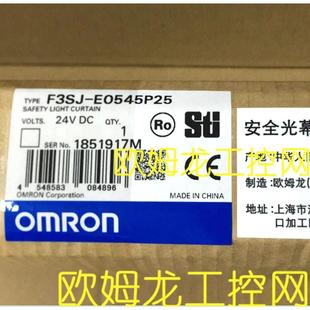 TYPE F3SJ-E0545P25
SAFETY LIGHT CURTAIN
VOLTS. 24V DC QTY. 1
SER No. 1851917M
4 548583 084896
OMRON Corporation
MADE IN CHINA
OMRON
Ro
Sti
安全光幕
制造：欧姆龙(
地址：上海市
口加工
欧姆龙工控网
欧姆龙工控网